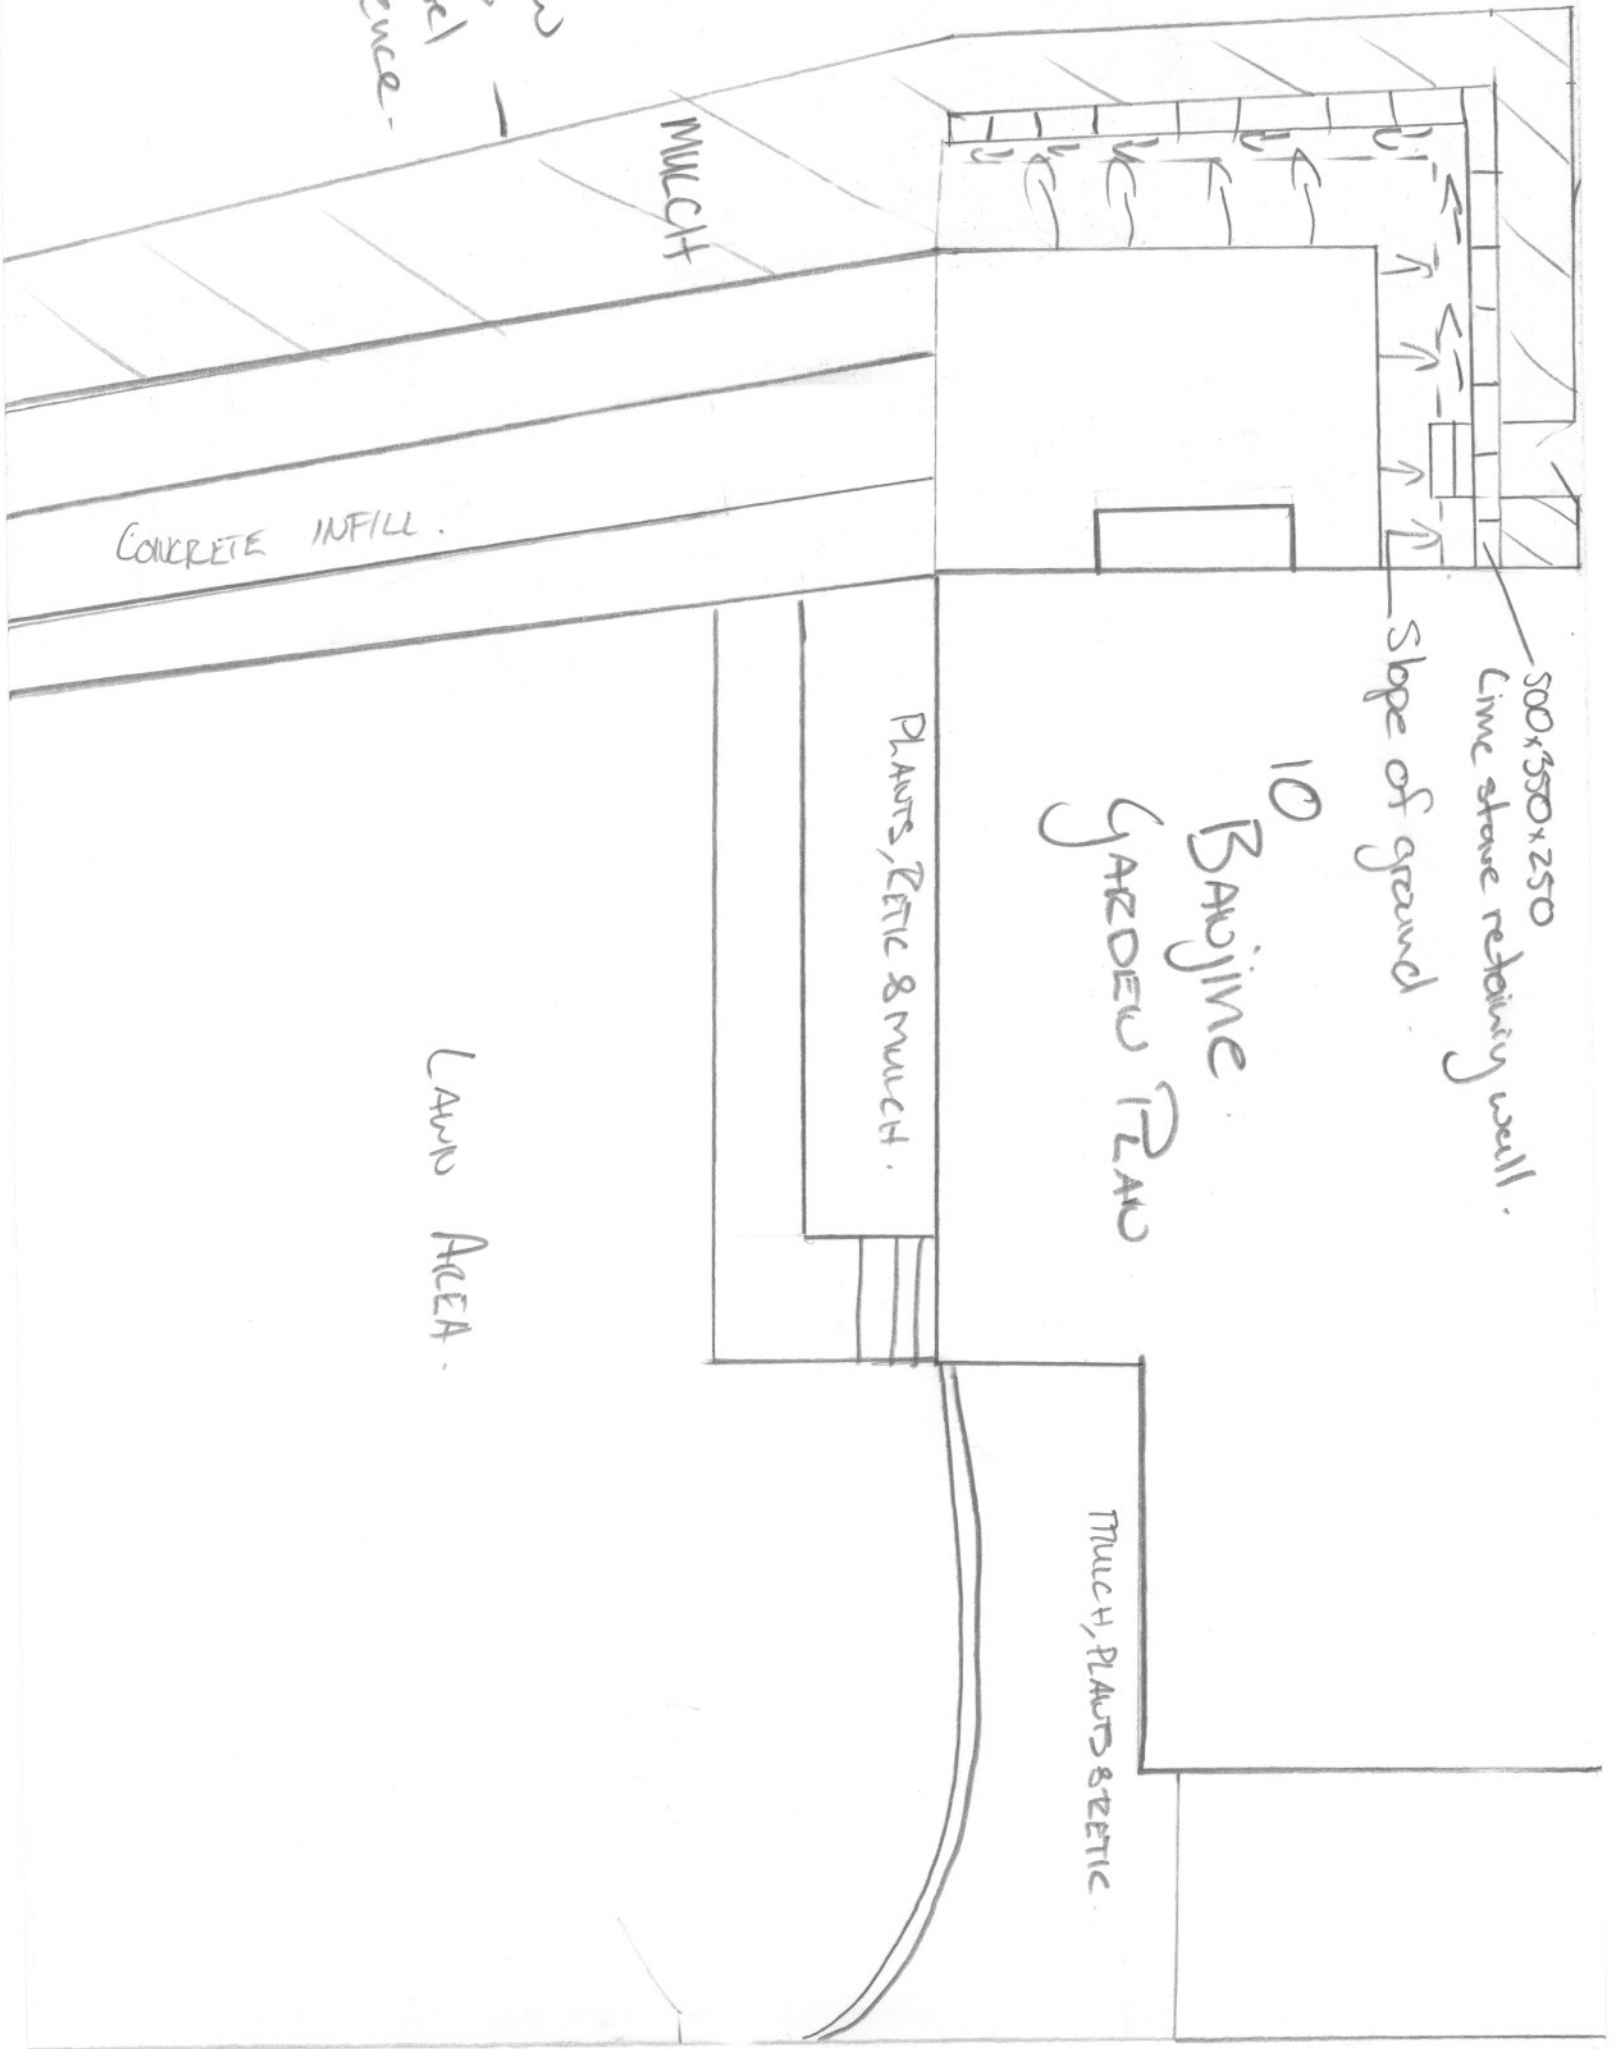 500x350x250
Lime stone retaining wall.
Slope of ground.
10
Banjine
GARDEN PLAN
MULCH, PLANTS & RETIC
PLANTS, RETIC & MULCH.
MULCH
LAWN AREA.
CONCRETE INFILL.